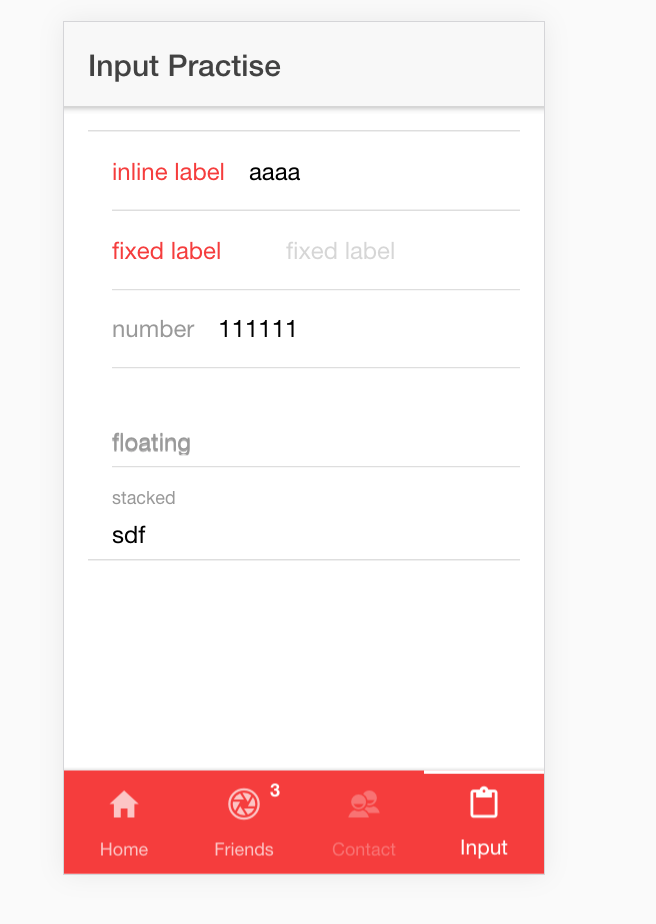 Input Practise
inline label aaaa
fixed label fixed label
number 111111
floating
stacked
sdf
3
Home Friends Contact Input